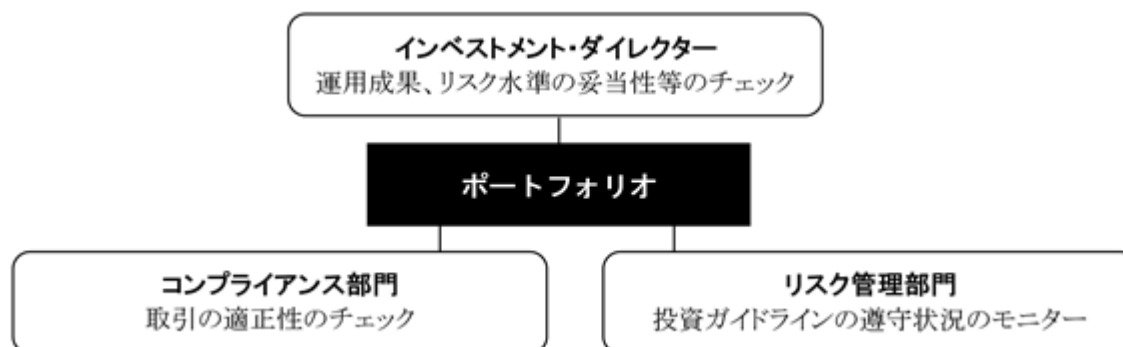 インベストメント・ダイレクター
運用成果、リスク水準の妥当性等のチェック
ポートフォリオ
コンプライアンス部門
取引の適正性のチェック
リスク管理部門
投資ガイドラインの遵守状況のモニター